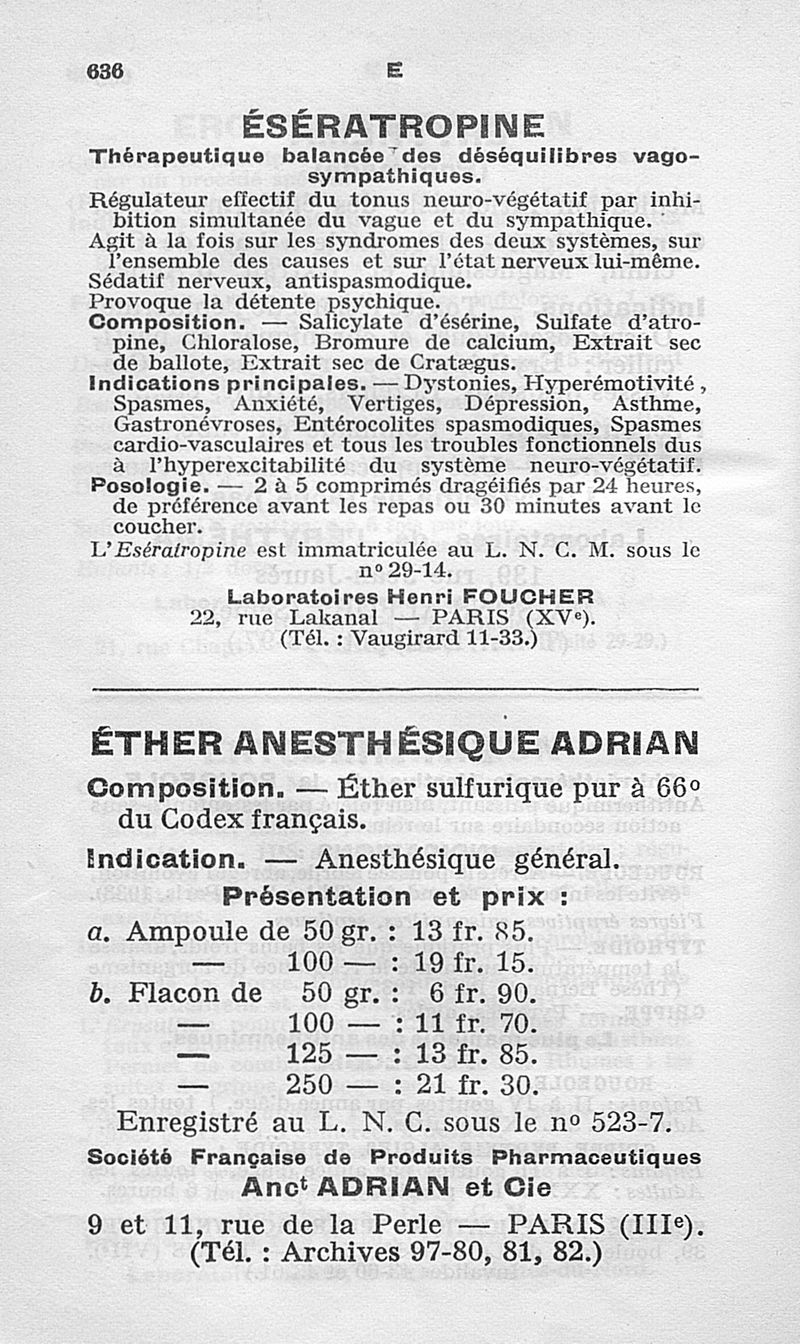 636 E
ÉSÉRATROPINE
Thérapeutique balancée des déséquilibres vago-
sympathiques.
Régulateur effectif du tonus neuro-végétatif par inhi-
bition simultanée du vague et du sympathique.
Agit à la fois sur les syndromes des deux systèmes, sur
l'ensemble des causes et sur l'état nerveux lui-même.
Sédatif nerveux, antispasmodique.
Provoque la détente psychique.
Composition. — Salicylate d'ésérine, Sulfate d'atro-
pine, Chloralose, Bromure de calcium, Extrait sec
de ballote, Extrait sec de Cratægus.
Indications principales. — Dystonies, Hyperémotivité,
Spasmes, Anxiété, Vertiges, Dépression, Asthme,
Gastronévroses, Entérocolites spasmodiques, Spasmes
cardio-vasculaires et tous les troubles fonctionnels dus
à l'hyperexcitabilité du système neuro-végétatif.
Posologie. — 2 à 5 comprimés dragéifiés par 24 heures,
de préférence avant les repas ou 30 minutes avant le
coucher.
L'Esératropine est immatriculée au L. N. C. M. sous le
nº 29-14.
Laboratoires Henri FOUCHER
22, rue Lakanal — PARIS (XVᵉ).
(Tél. : Vaugirard 11-33.)
ÉTHER ANESTHÉSIQUE ADRIAN
Composition. — Éther sulfurique pur à 66º
du Codex français.
Indication. — Anesthésique général.
Présentation et prix :
a. Ampoule de 50 gr. : 13 fr. 85.
— 100 — : 19 fr. 15.
b. Flacon de 50 gr. : 6 fr. 90.
— 100 — : 11 fr. 70.
— 125 — : 13 fr. 85.
— 250 — : 21 fr. 30.
Enregistré au L. N. C. sous le nº 523-7.
Société Française de Produits Pharmaceutiques
Ancᵗ ADRIAN et Cie
9 et 11, rue de la Perle — PARIS (IIIᵉ).
(Tél. : Archives 97-80, 81, 82.)